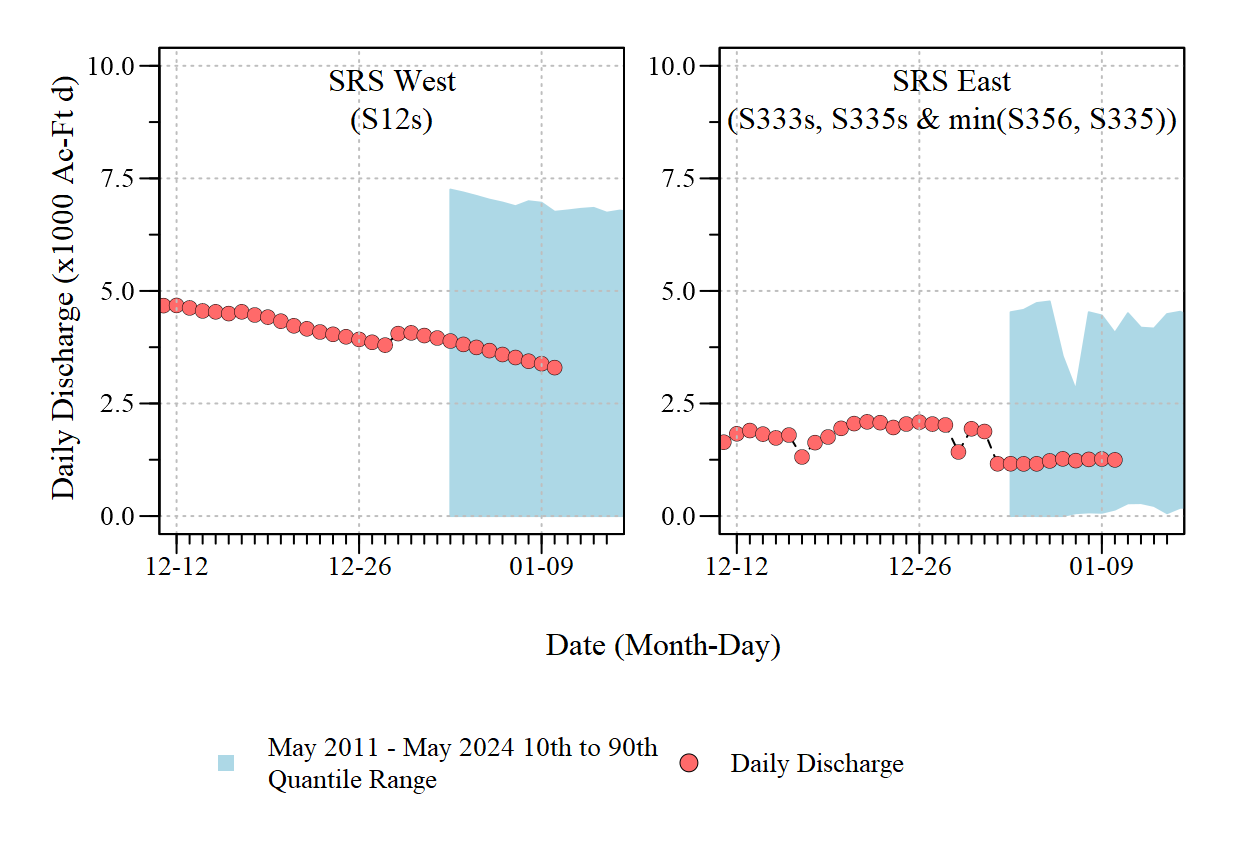 SRS West
(S12s)
Daily Discharge (x1000 Ac-Ft d)
10.0
7.5
5.0
2.5
0.0
12-12
12-26
01-09
SRS East
(S333s, S335s & min(S356, S335))
10.0
7.5
5.0
2.5
0.0
12-12
12-26
01-09
Date (Month-Day)
May 2011 - May 2024 10th to 90th
Quantile Range
Daily Discharge